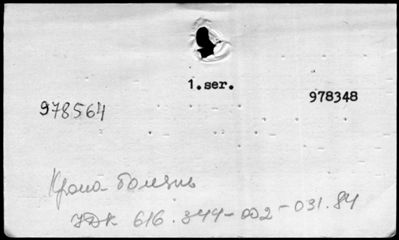 1.ser.
978348
978564
Крона болезнь
УДК 616.344-002-031.84